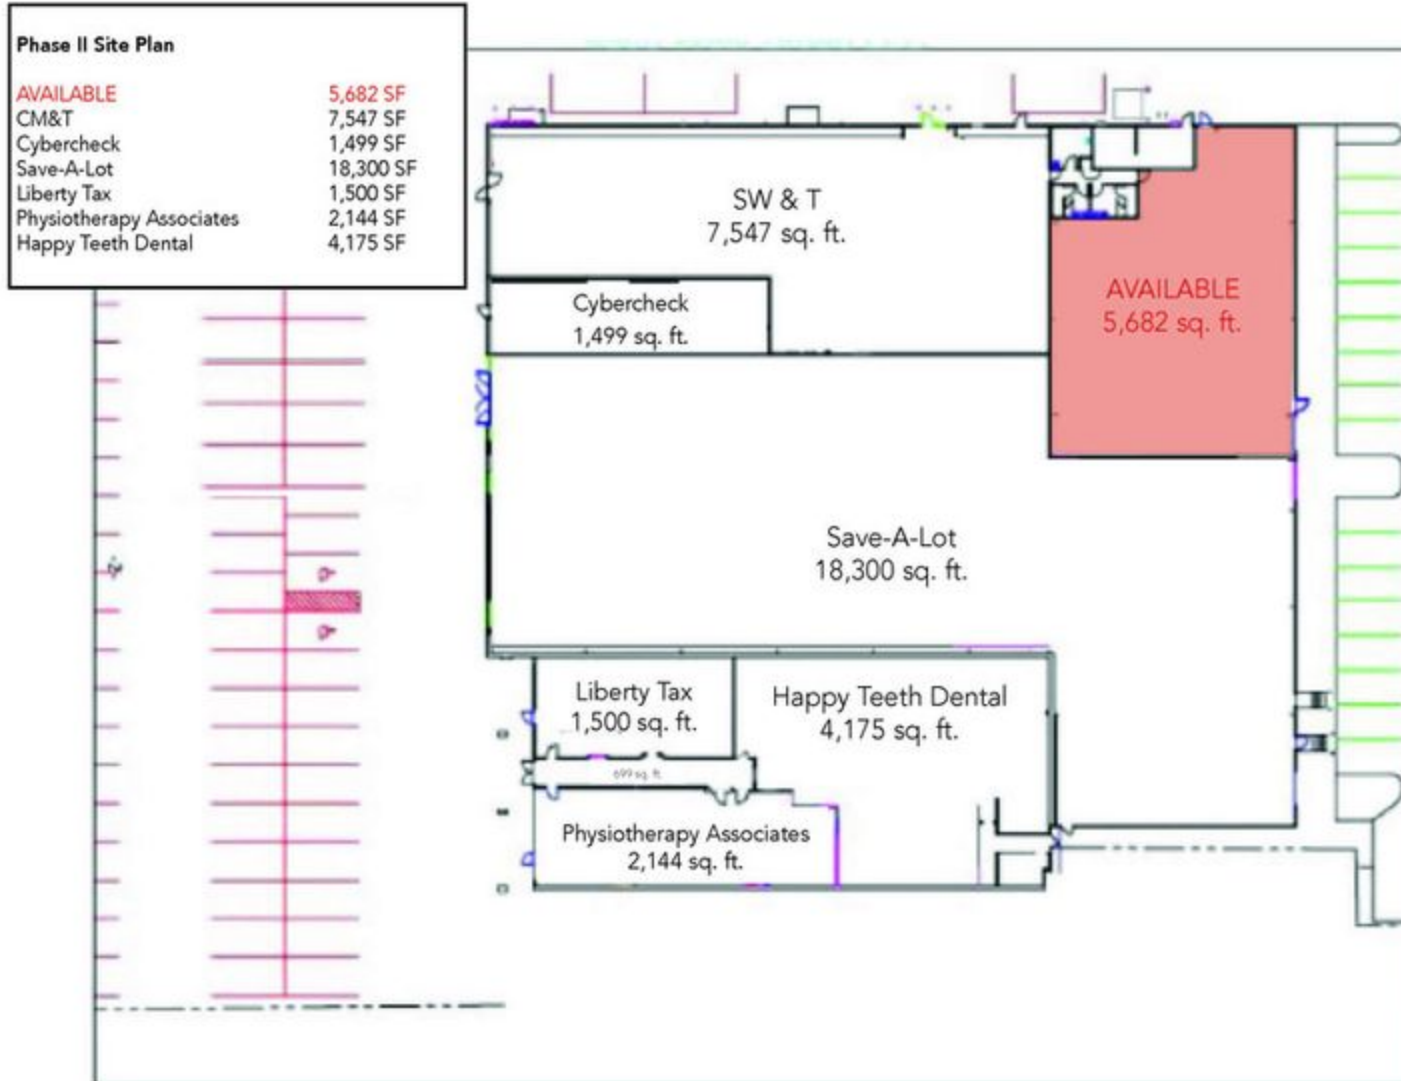 Phase II Site Plan
AVAILABLE 5,682 SF
CM&T 7,547 SF
Cybercheck 1,499 SF
Save-A-Lot 18,300 SF
Liberty Tax 1,500 SF
Physiotherapy Associates 2,144 SF
Happy Teeth Dental 4,175 SF
SW & T
7,547 sq. ft.
Cybercheck
1,499 sq. ft.
AVAILABLE
5,682 sq. ft.
Save-A-Lot
18,300 sq. ft.
Liberty Tax
1,500 sq. ft.
Happy Teeth Dental
4,175 sq. ft.
699 sq. ft.
Physiotherapy Associates
2,144 sq. ft.